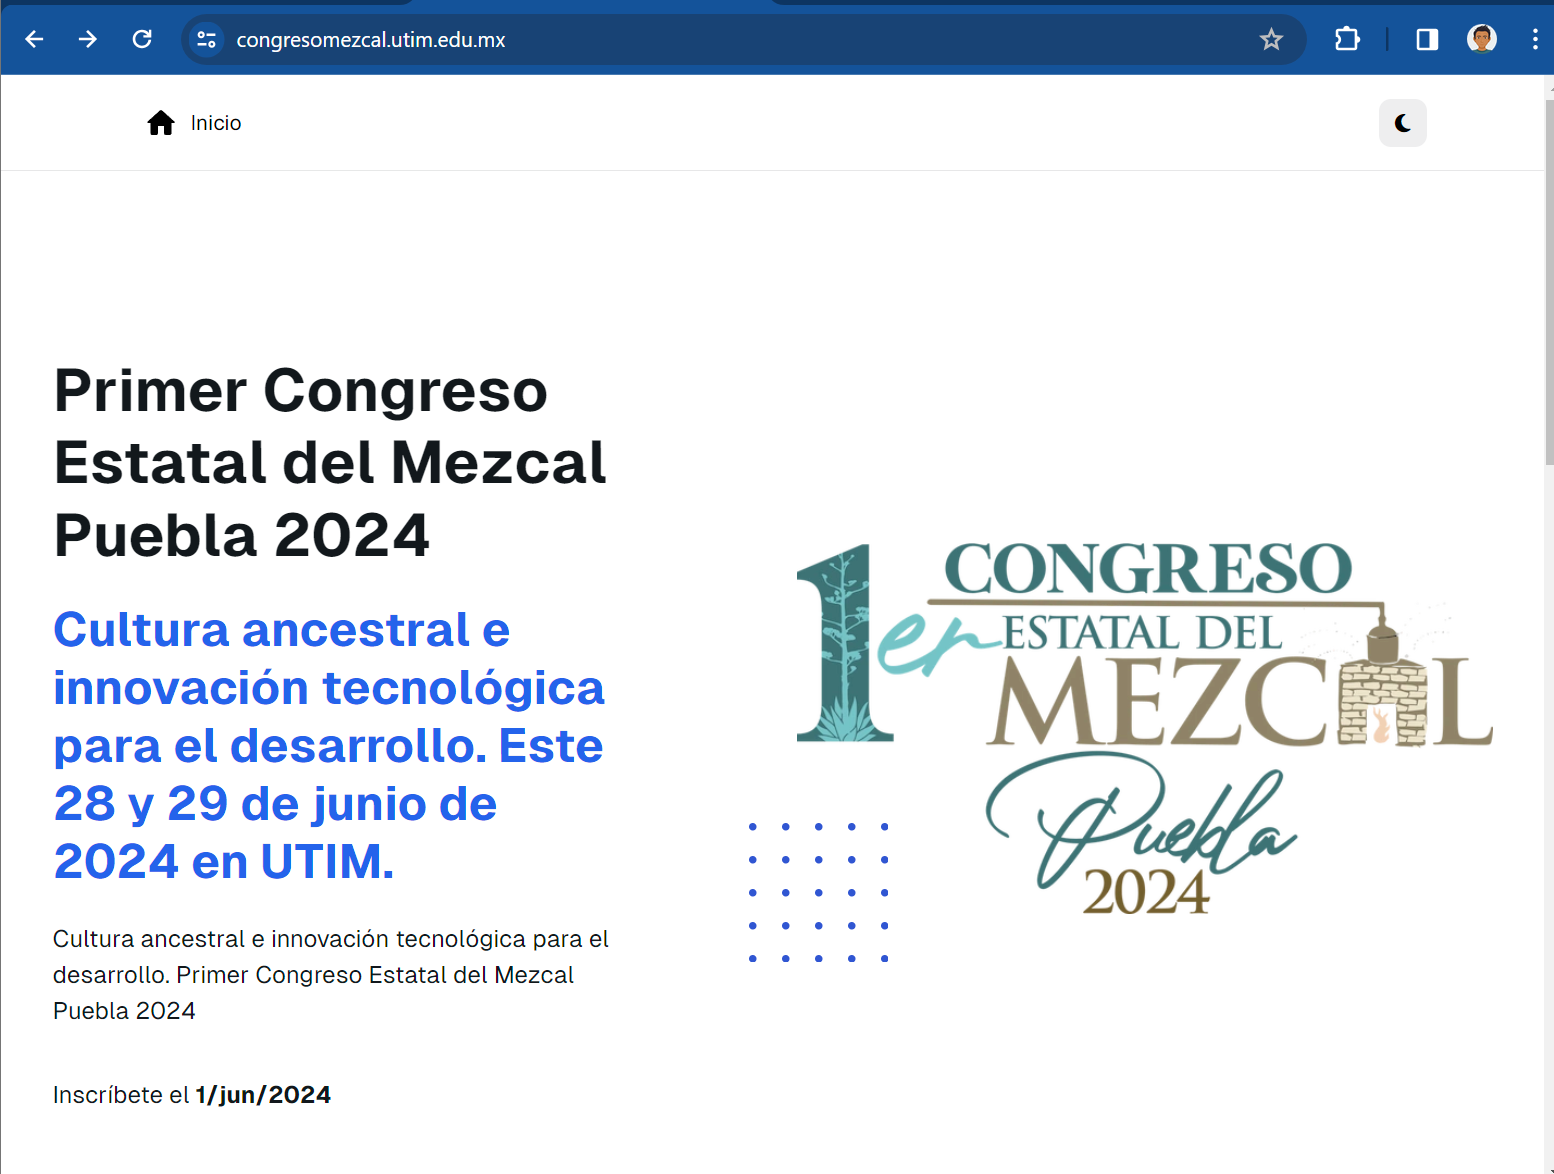 congresomezcal.utim.edu.mx
Inicio
Primer Congreso
Estatal del Mezcal
Puebla 2024
Cultura ancestral e
innovación tecnológica
para el desarrollo. Este
28 y 29 de junio de
2024 en UTIM.
Cultura ancestral e innovación tecnológica para el
desarrollo. Primer Congreso Estatal del Mezcal
Puebla 2024
Inscríbete el 1/jun/2024
1er CONGRESO
ESTATAL DEL
MEZCAL
Puebla
2024